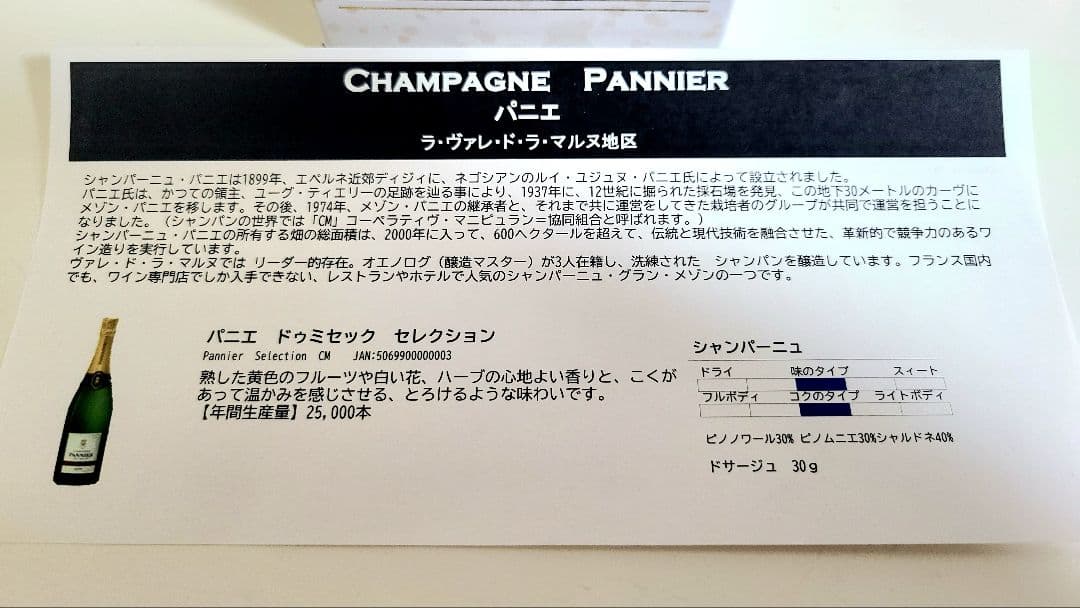 CHAMPAGNE PANNIER
パニエ
ラ・ヴァレ・ド・ラ・マルヌ地区
シャンパーニュ・パニエは1899年、エペルネ近郊ディジィに、ネゴシアンのルイ・ユジュヌ・パニエ氏によって設立されました。
パニエ氏は、かつての領主、ユーグ・ティエリーの足跡を辿る事により、1937年に、12世紀に掘られた採石場を発見、この地下30メートルのカーヴに
メゾン・パニエを移します。その後、1974年、メゾン・パニエの継承者と、それまで共に運営をしてきた栽培者のグループが共同で運営を担うことに
なりました。（シャンパンの世界では「CM」コーペラティヴ・マニピュラン＝協同組合と呼ばれます。）
シャンパーニュ・パニエの所有する畑の総面積は、2000年に入って、600ヘクタールを超えて、伝統と現代技術を融合させた、革新的で競争力のあるワ
イン造りを実行しています。
ヴァレ・ド・ラ・マルヌでは リーダー的存在。オエノログ（醸造マスター）が3人在籍し、洗練された シャンパンを醸造しています。フランス国内
でも、ワイン専門店でしか入手できない、レストランやホテルで人気のシャンパーニュ・グラン・メゾンの一つです。
パニエ ドゥミセック セレクション
Pannier Selection CM JAN:5069900000003
熟した黄色のフルーツや白い花、ハーブの心地よい香りと、こくが
あって温かみを感じさせる、とろけるような味わいです。
【年間生産量】25,000本
シャンパーニュ
ドライ 味のタイプ スィート
フルボディ コクのタイプ ライトボディ
ピノノワール30% ピノムニエ30%シャルドネ40%
ドサージュ 30g
PANNIER